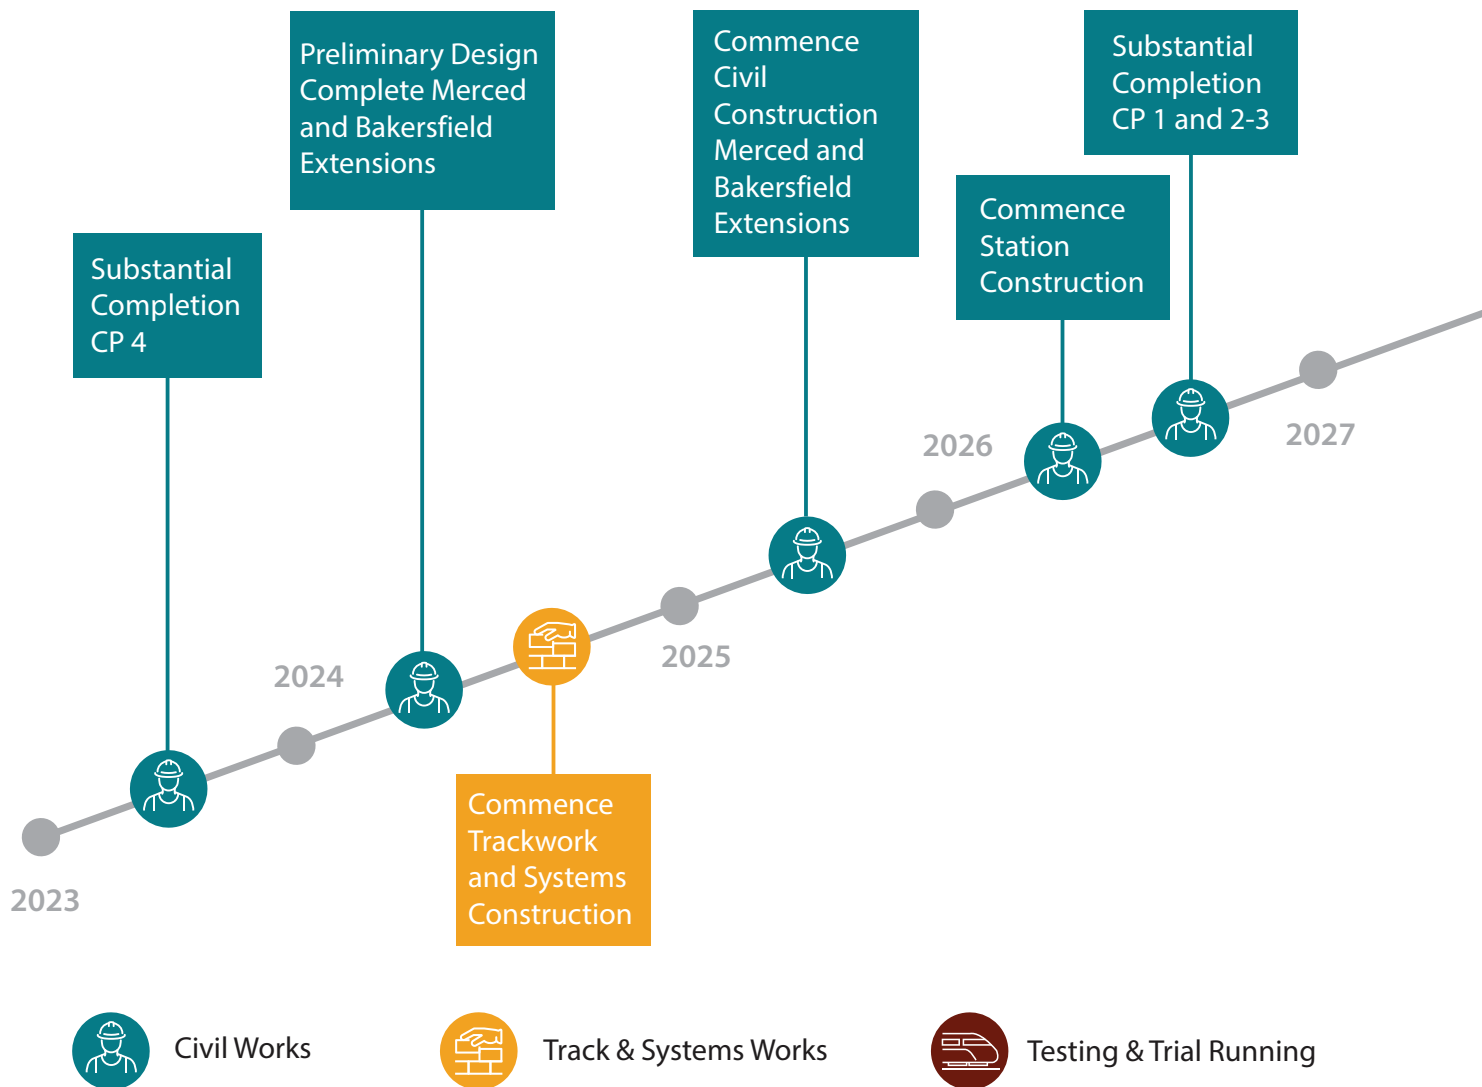 Preliminary Design
Complete Merced
and Bakersfield
Extensions
Commence
Civil
Construction
Merced and
Bakersfield
Extensions
Substantial
Completion
CP 1 and 2-3
Commence
Station
Construction
Substantial
Completion
CP 4
2026
2027
2025
2024
Commence
Trackwork
and Systems
Construction
2023
Civil Works
Track & Systems Works
Testing & Trial Running